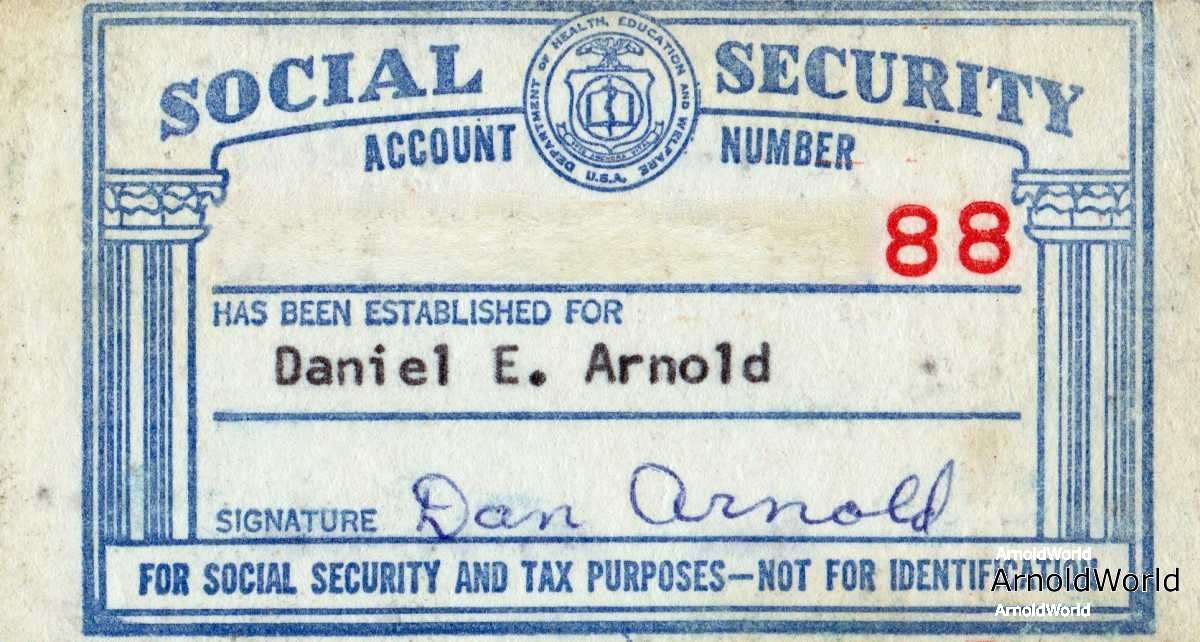 SOCIAL SECURITY
DEPARTMENT OF HEALTH, EDUCATION AND WELFARE
U.S.A.
ACCOUNT NUMBER
88
HAS BEEN ESTABLISHED FOR
Daniel E. Arnold
SIGNATURE Dan Arnold
FOR SOCIAL SECURITY AND TAX PURPOSES—NOT FOR IDENTIFICATION
ArnoldWorld
ArnoldWorld
ArnoldWorld